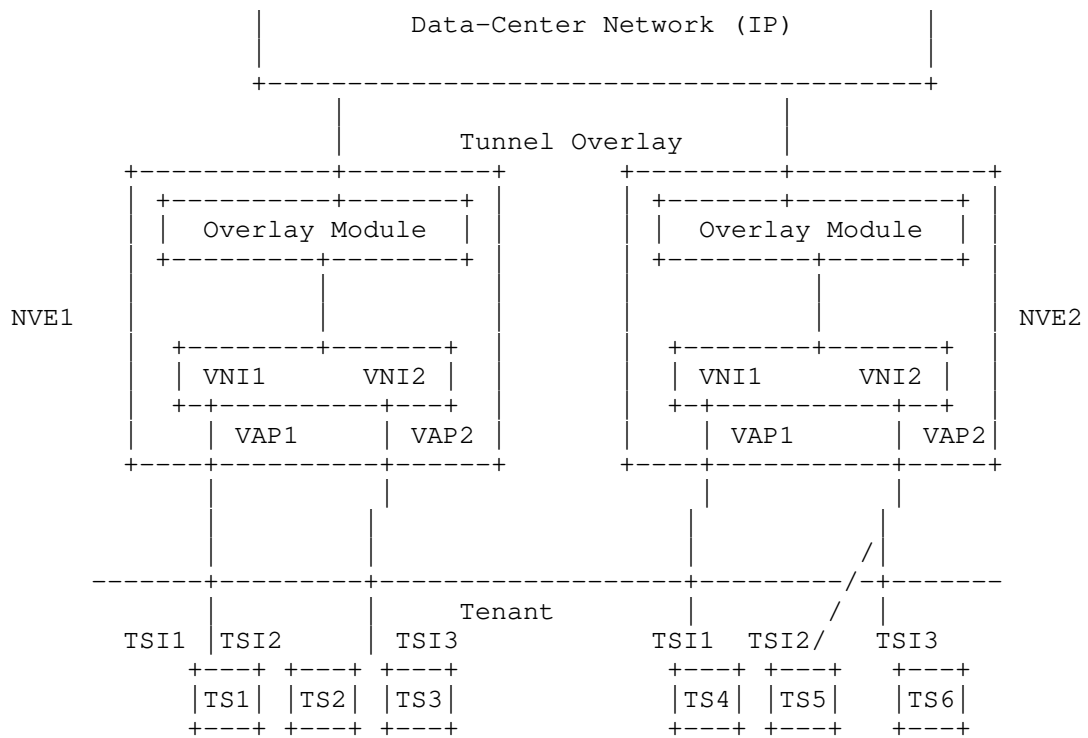 Data-Center Network (IP)
Tunnel Overlay
Overlay Module Overlay Module
NVE1 NVE2
VNI1 VNI2 VNI1 VNI2
VAP1 VAP2 VAP1 VAP2
Tenant
TSI1 TSI2 TSI3 TSI1 TSI2 TSI3
TS1 TS2 TS3 TS4 TS5 TS6